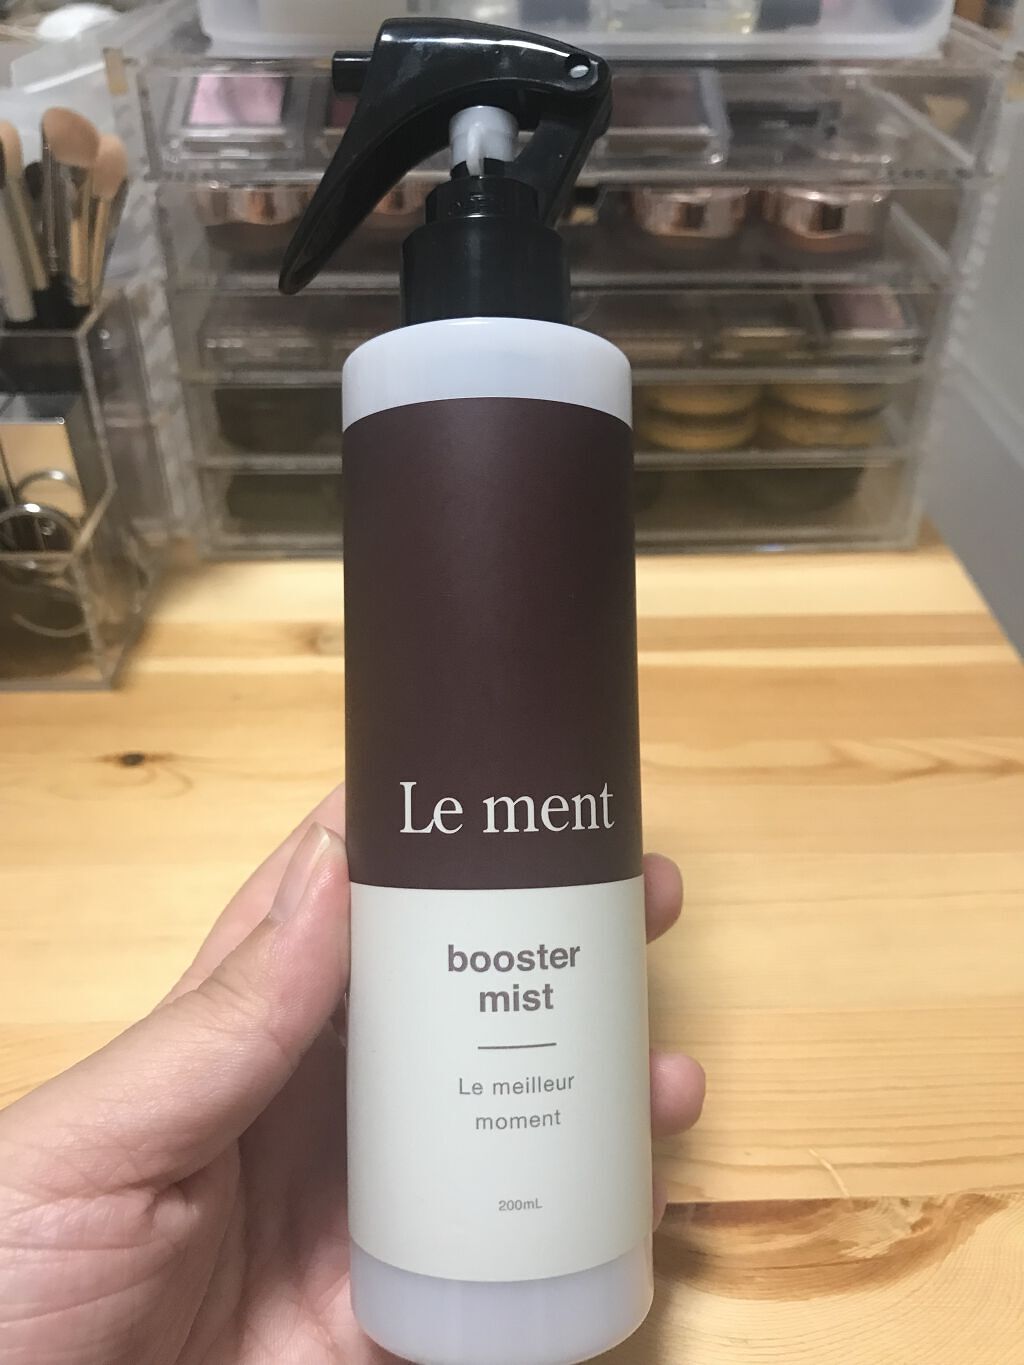 Le ment
booster
mist
Le meilleur
moment
200mL